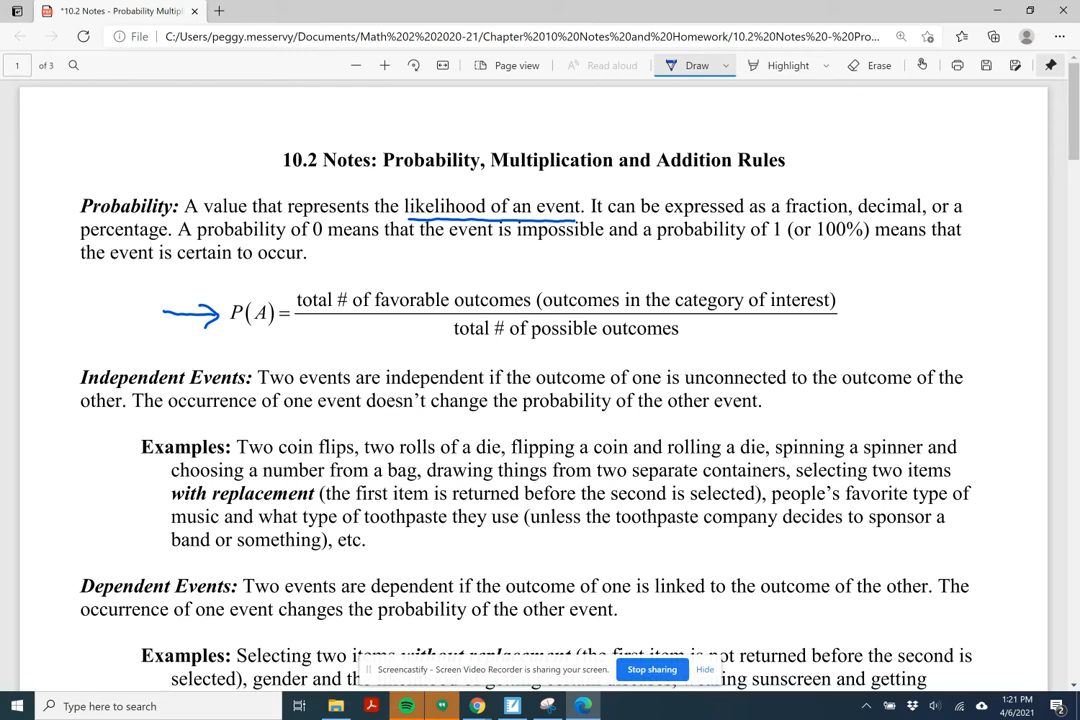 *10.2 Notes - Probability Multipl
File
C:/Users/peggy.messervy/Documents/Math%202%202020-21/Chapter%2010%20Notes%20and%20Homework/10.2%20Notes%20-%20Pro...
1 of 3
Page view
Read aloud
Draw
Highlight
Erase
10.2 Notes: Probability, Multiplication and Addition Rules
Probability: A value that represents the likelihood of an event. It can be expressed as a fraction, decimal, or a
percentage. A probability of 0 means that the event is impossible and a probability of 1 (or 100%) means that
the event is certain to occur.
P(A) = total # of favorable outcomes (outcomes in the category of interest)
total # of possible outcomes
Independent Events: Two events are independent if the outcome of one is unconnected to the outcome of the
other. The occurrence of one event doesn't change the probability of the other event.
Examples: Two coin flips, two rolls of a die, flipping a coin and rolling a die, spinning a spinner and
choosing a number from a bag, drawing things from two separate containers, selecting two items
with replacement (the first item is returned before the second is selected), people's favorite type of
music and what type of toothpaste they use (unless the toothpaste company decides to sponsor a
band or something), etc.
Dependent Events: Two events are dependent if the outcome of one is linked to the outcome of the other. The
occurrence of one event changes the probability of the other event.
Examples: Selecting two items without replacement (the first item is not returned before the second is
Screencastify - Screen Video Recorder is sharing your screen.
Stop sharing
Hide
selected), gender and the sunscreen and getting
Type here to search
1:21 PM
4/6/2021
2